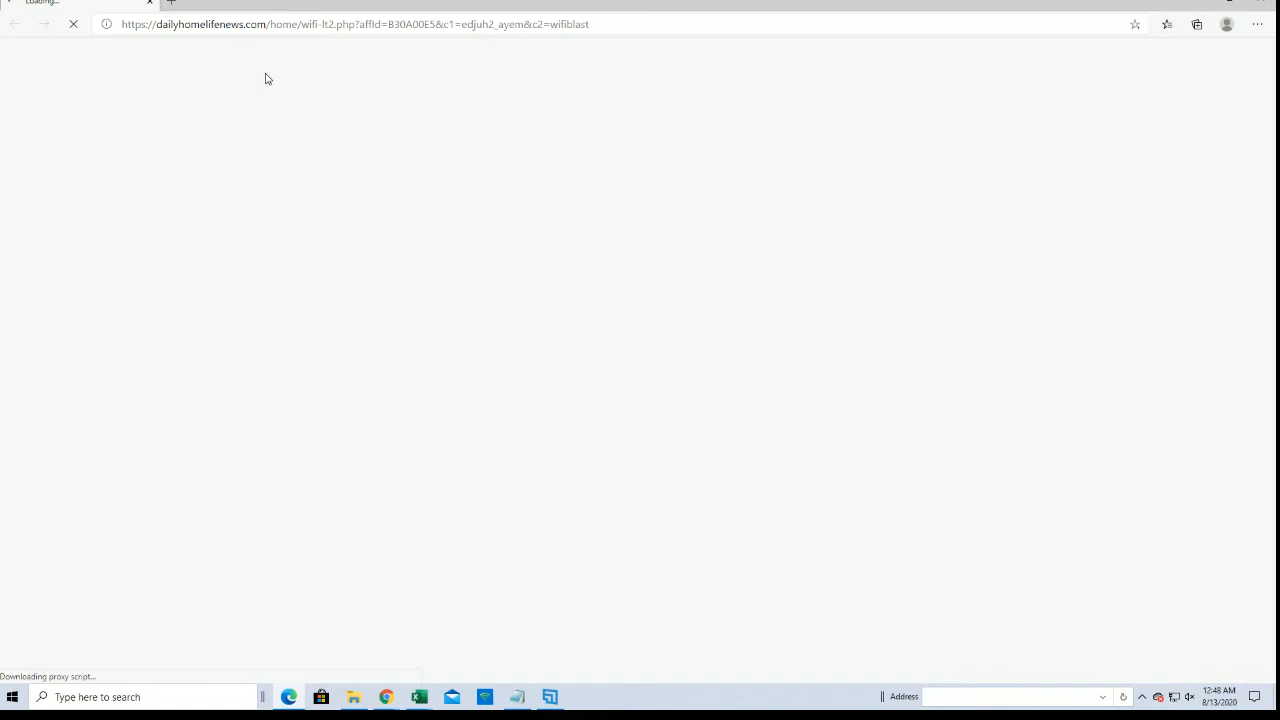 Loading...
https://dailyhomelifenews.com/home/wifi-lt2.php?affId=B30A00E5&c1=edjuh2_ayem&c2=wifiblast
Downloading proxy script...
Type here to search
Address
12:48 AM
8/13/2020